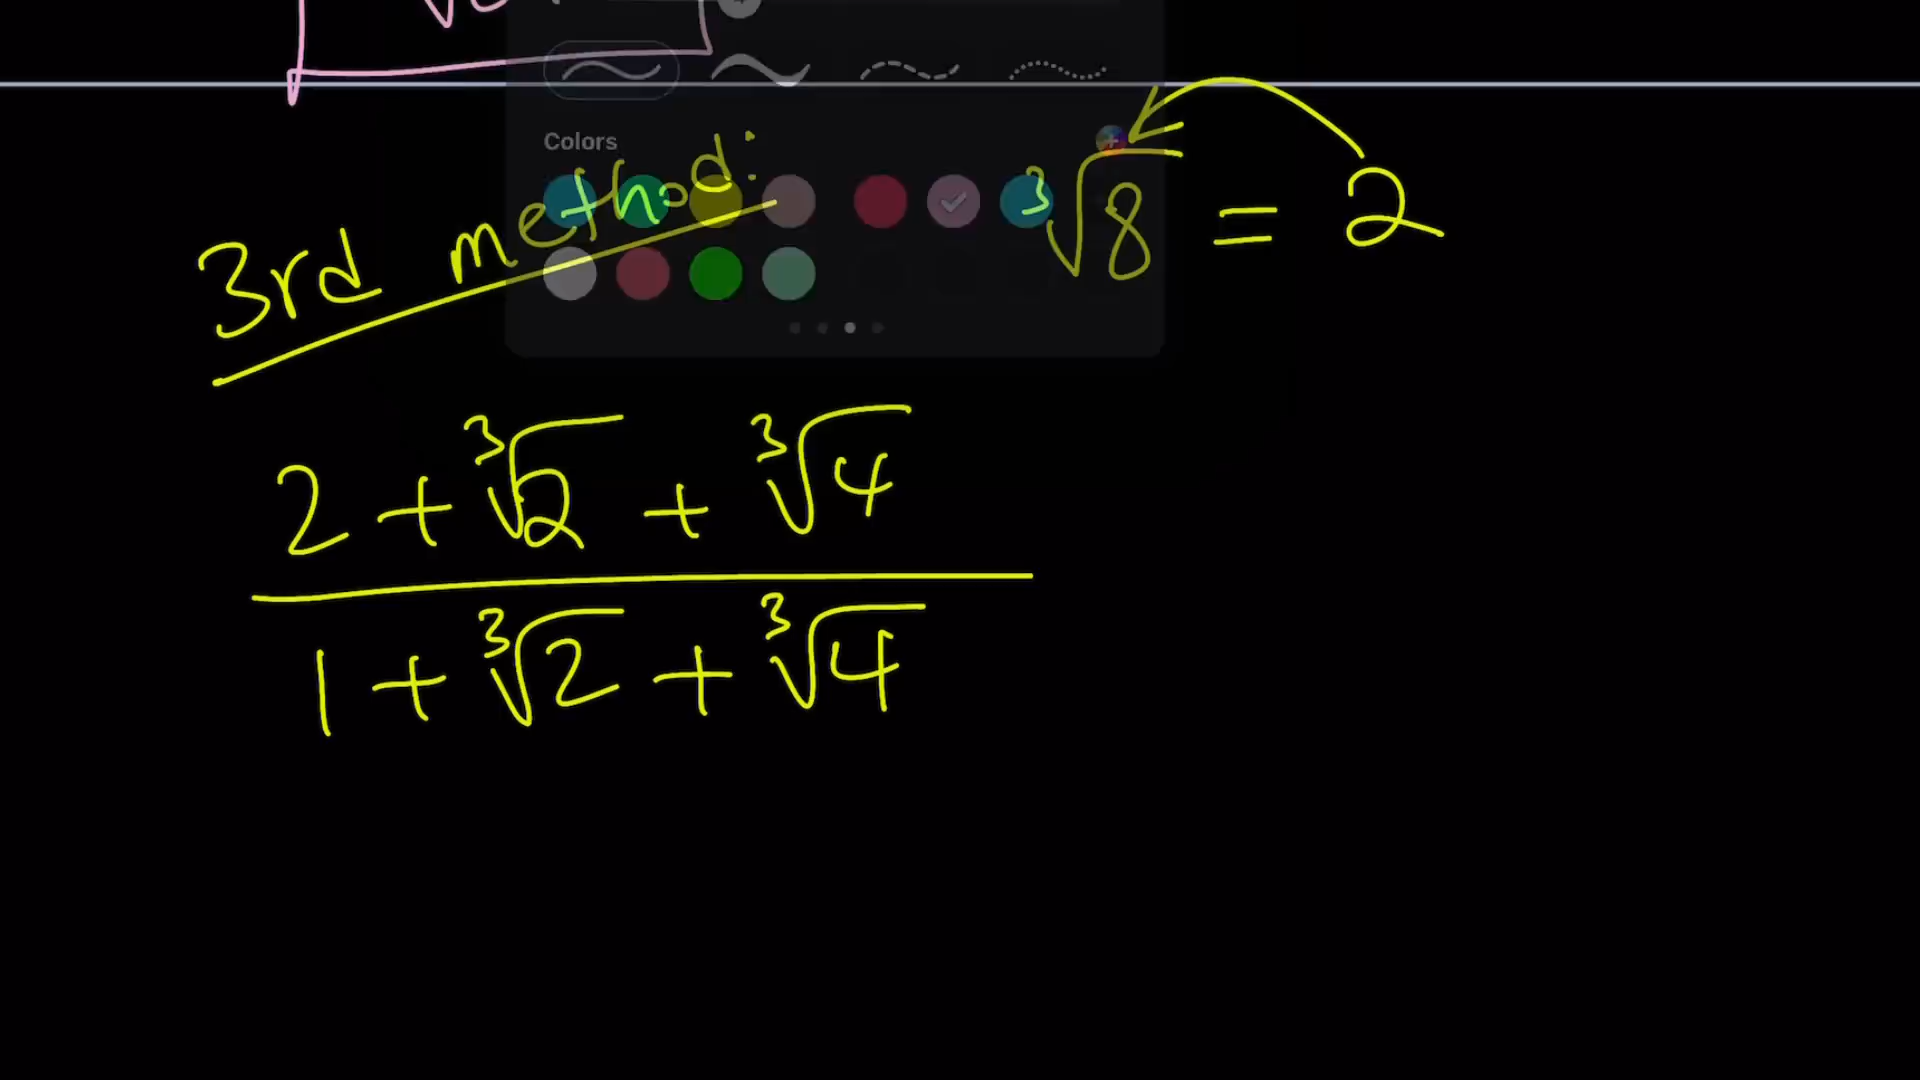 Colors
3rd method:
∛8 = 2
2 + ∛2 + ∛4
1 + ∛2 + ∛4